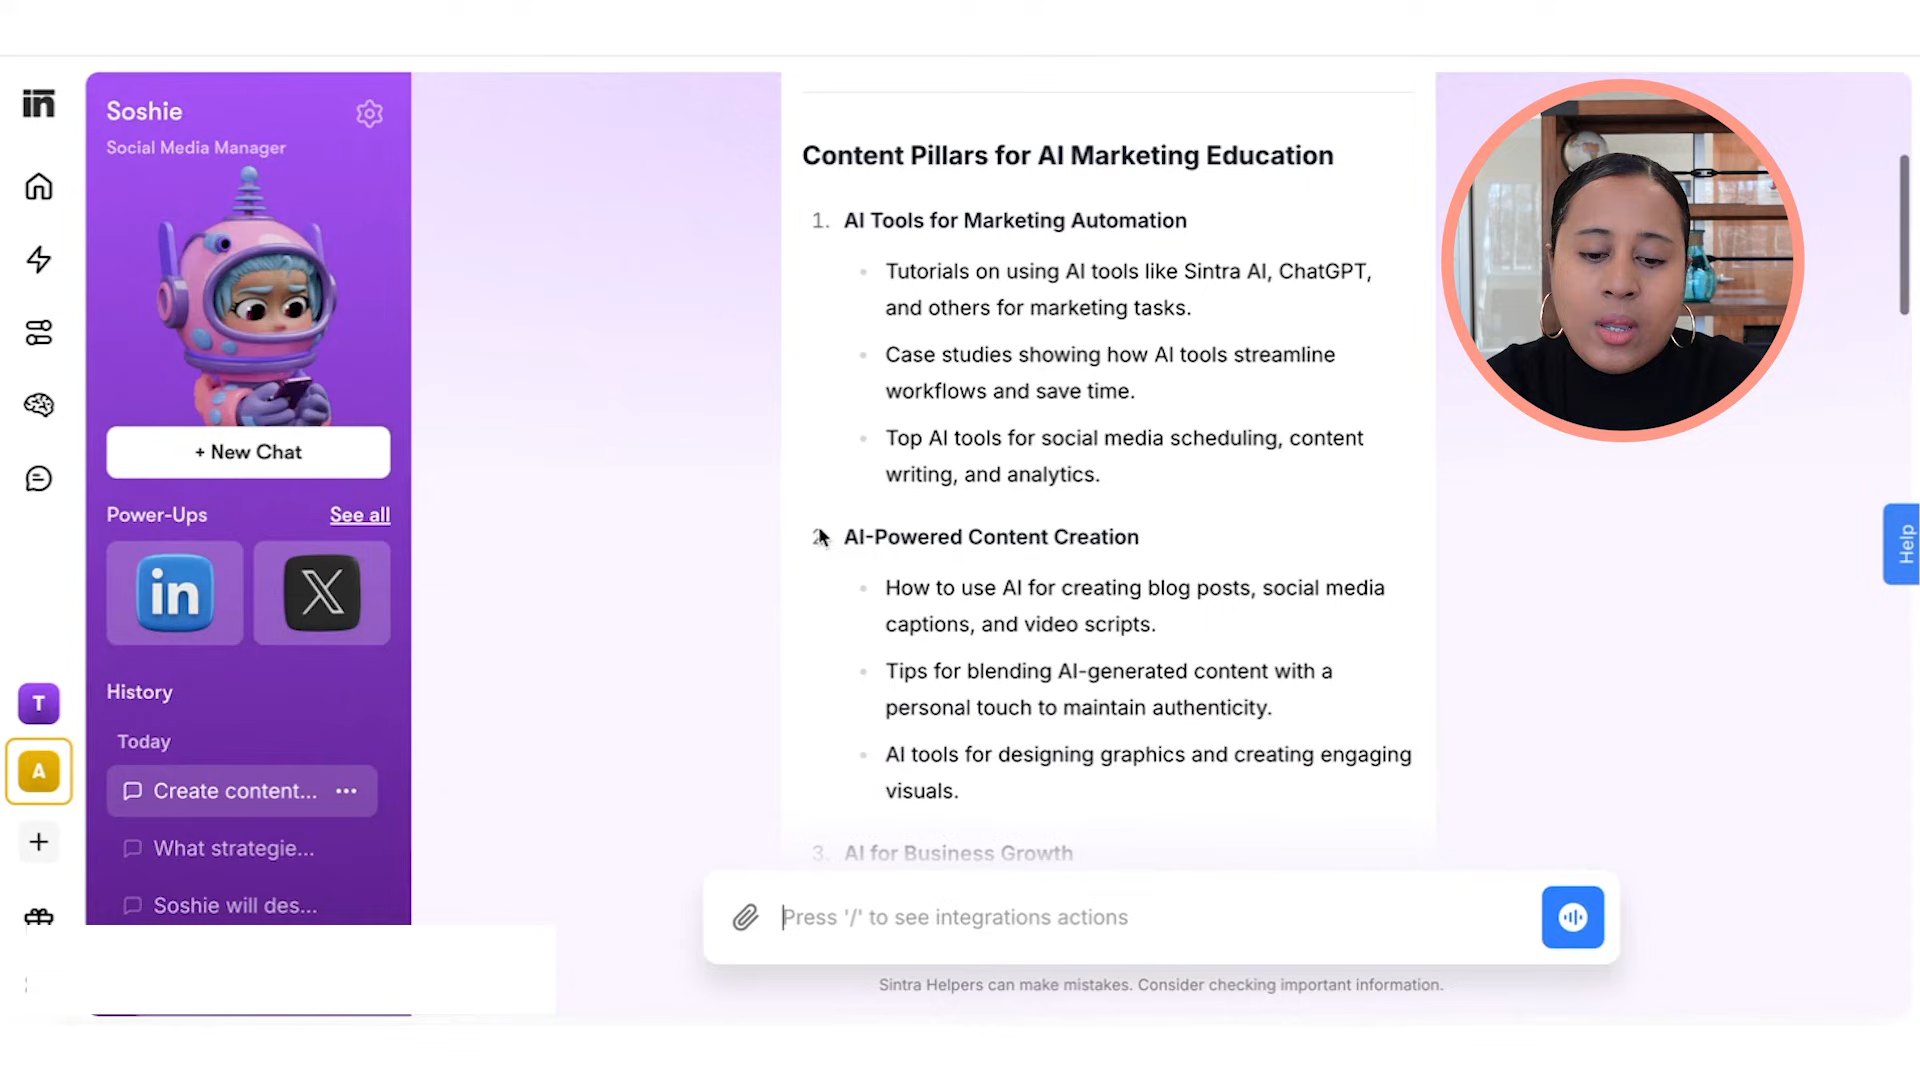 in
Soshie
Social Media Manager
+ New Chat
Power-Ups
See all
in
X
History
Today
Create content...
What strategie...
Soshie will des...
T
A
Content Pillars for AI Marketing Education
1. AI Tools for Marketing Automation
Tutorials on using AI tools like Sintra AI, ChatGPT,
and others for marketing tasks.
Case studies showing how AI tools streamline
workflows and save time.
Top AI tools for social media scheduling, content
writing, and analytics.
2. AI-Powered Content Creation
How to use AI for creating blog posts, social media
captions, and video scripts.
Tips for blending AI-generated content with a
personal touch to maintain authenticity.
AI tools for designing graphics and creating engaging
visuals.
3. AI for Business Growth
Press '/' to see integrations actions
Sintra Helpers can make mistakes. Consider checking important information.
Help